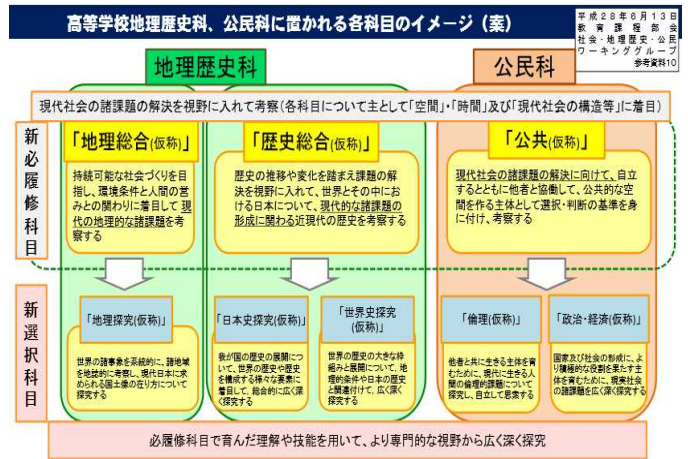 高等学校地理歴史科、公民科に置かれる各科目のイメージ（案）
平成２８年６月１３日
教育課程部会
社会・地理歴史・公民
ワーキンググループ
参考資料１０
地理歴史科
公民科
現代社会の諸課題の解決を視野に入れて考察（各科目について主として「空間」・「時間」及び「現代社会の構造等」に着目）
新必履修科目
「地理総合(仮称)」
持続可能な社会づくりを目
指し、環境条件と人間の営
みとの関わりに着目して現
代の地理的な諸課題を考
察する
「歴史総合(仮称)」
歴史の推移や変化を踏まえ課題の解決
を視野に入れて、世界とその中にお
ける日本について、現代的な諸課題の
形成に関わる近現代の歴史を考察する
「公共(仮称)」
現代社会の諸課題の解決に向けて、自立
するとともに他者と協働して、公共的な空間
を作る主体として選択・判断の基準を身
に付け、考察する
新選択科目
「地理探究(仮称)」
世界の諸事象を系統的に、諸地域
を地誌的に考察し、現代日本に求
められる国土像の在り方について
探究する
「日本史探究(仮称)」
我が国の歴史の展開につ
いて、世界の歴史や歴史を
構成する様々な要素に
着目して、総合的に広く深
く探究する
「世界史探究
(仮称)」
世界の歴史の大きな枠
組みと展開について、地
理的条件や日本の歴史
と関連付けて、広く深く
探究する
「倫理(仮称)」
他者と共に生きる主体を育
むために、現代に生きる人
間の倫理的課題について
探究し、自立して思索する
「政治・経済(仮称)」
国家及び社会の形成に、よ
り積極的な役割を果たす主
体を育むために、現実社会
の諸課題を広く深く探究する
必履修科目で育んだ理解や技能を用いて、より専門的な視野から広く深く探究